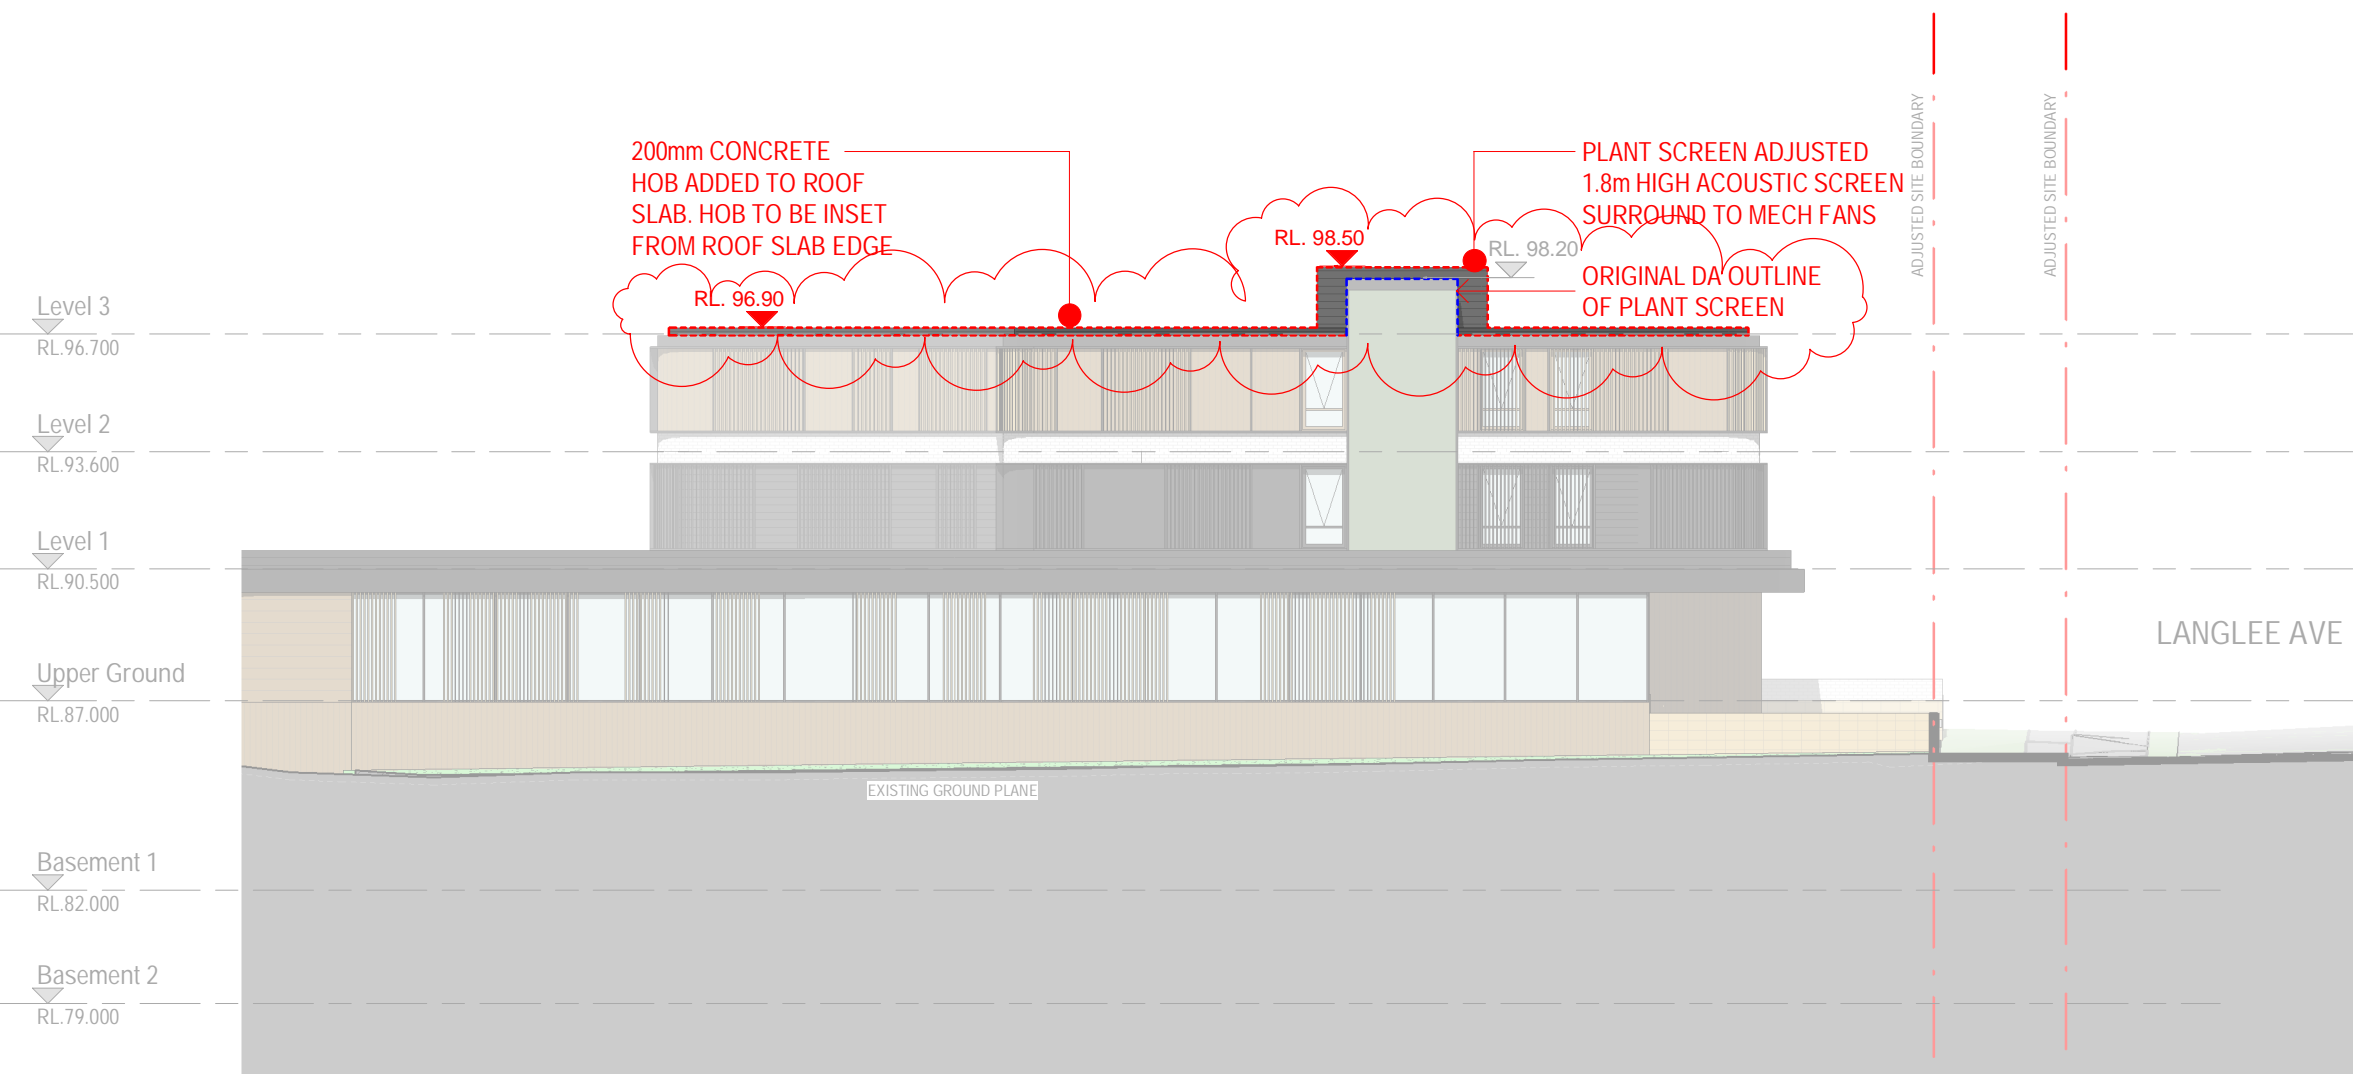 200mm CONCRETE
HOB ADDED TO ROOF
SLAB. HOB TO BE INSET
FROM ROOF SLAB EDGE
PLANT SCREEN ADJUSTED
1.8m HIGH ACOUSTIC SCREEN
SURROUND TO MECH FANS
ORIGINAL DA OUTLINE
OF PLANT SCREEN
ADJUSTED SITE BOUNDARY
ADJUSTED SITE BOUNDARY
RL. 98.50
RL. 98.20
RL. 96.90
Level 3
RL.96.700
Level 2
RL.93.600
Level 1
RL.90.500
LANGLEE AVE
Upper Ground
RL.87.000
EXISTING GROUND PLANE
Basement 1
RL.82.000
Basement 2
RL.79.000